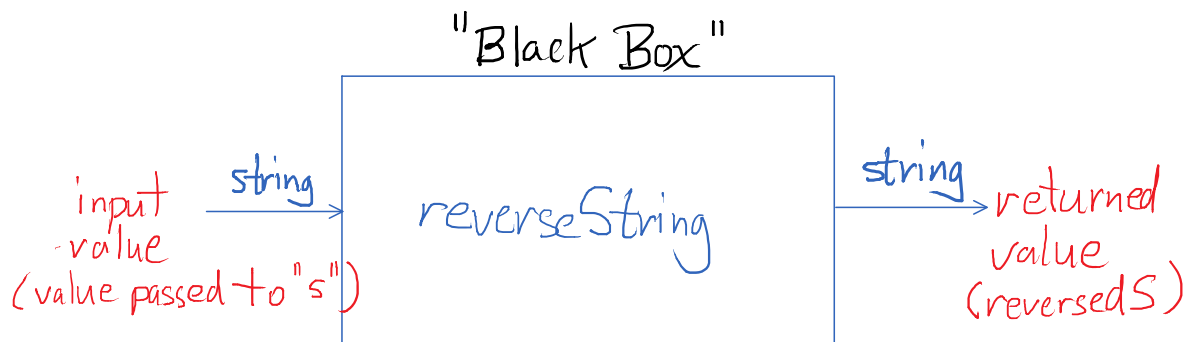 "Black Box"
input
value
(value passed to "s")
string
reverseString
string
returned
value
(reversedS)